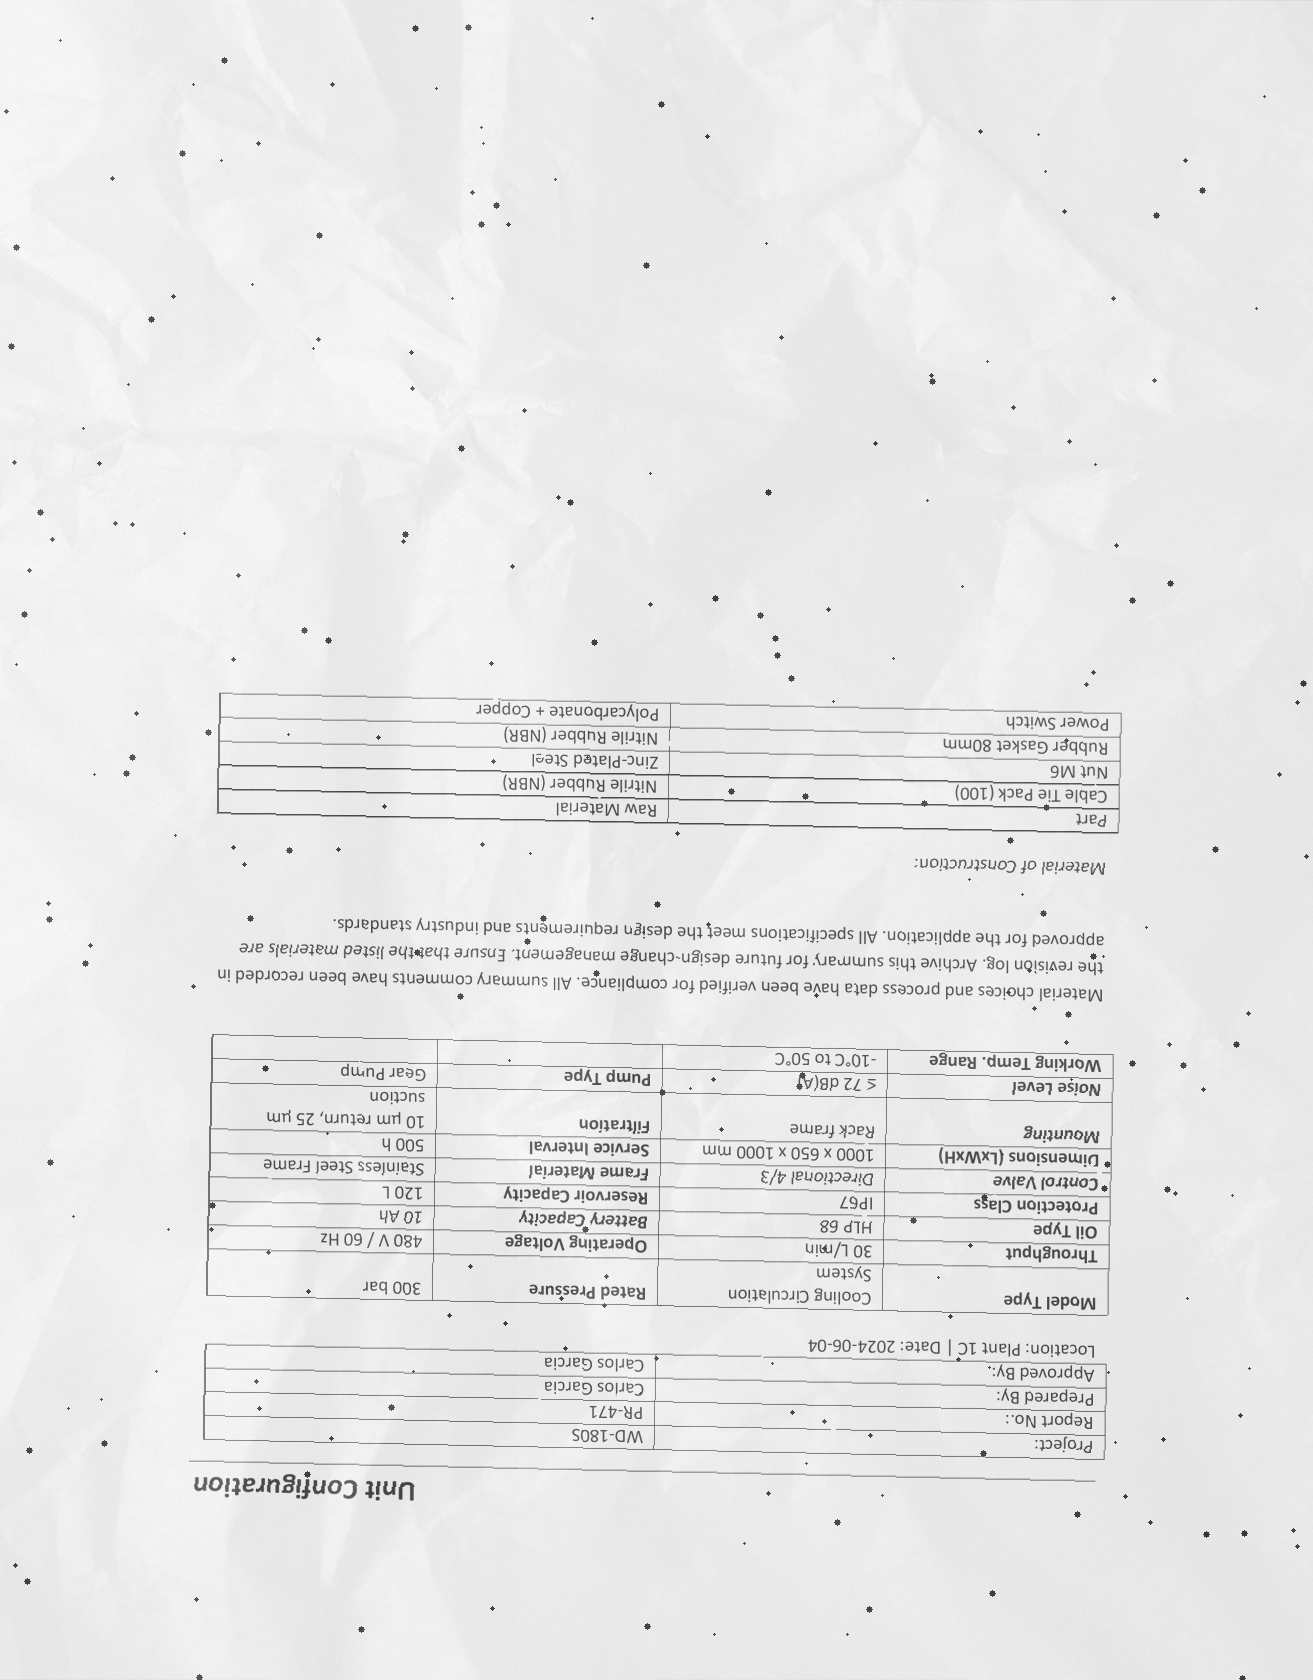 Unit Configuration
Project: WD-180S
Report No.: PR-471
Prepared By: Carlos Garcia
Approved By: Carlos Garcia
Location: Plant 1C | Date: 2024-06-04
Model Type Cooling Circulation System Rated Pressure 300 bar
Throughput 30 L/min Operating Voltage 480 V / 60 Hz
Oil Type HLP 68 Battery Capacity 10 Ah
Protection Class IP67 Reservoir Capacity 120 L
Control Valve Directional 4/3 Frame Material Stainless Steel Frame
Dimensions (LxWxH) 1000 x 650 x 1000 mm Service Interval 500 h
Mounting Rack frame Filtration 10 µm return, 25 µm suction
Noise Level ≤ 72 dB(A) Pump Type Gear Pump
Working Temp. Range -10°C to 50°C
Material choices and process data have been verified for compliance. All summary comments have been recorded in
the revision log. Archive this summary for future design-change management. Ensure that the listed materials are
approved for the application. All specifications meet the design requirements and industry standards.
Material of Construction:
Part Raw Material
Cable Tie Pack (100) Nitrile Rubber (NBR)
Nut M6 Zinc-Plated Steel
Rubber Gasket 80mm Nitrile Rubber (NBR)
Power Switch Polycarbonate + Copper